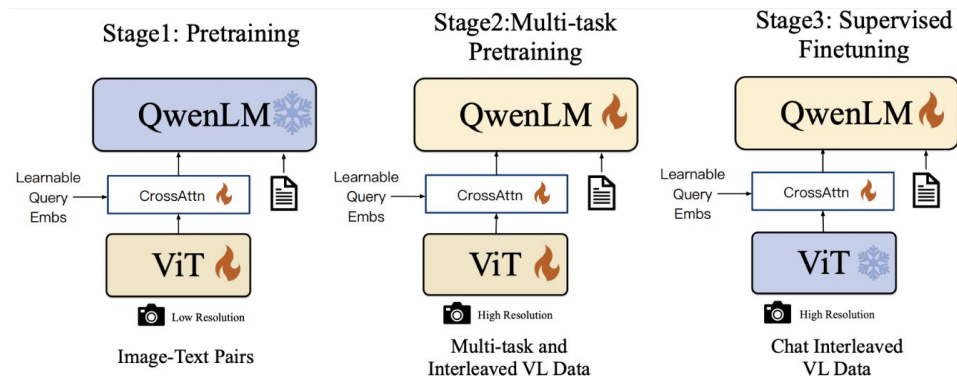 Stage1: Pretraining
QwenLM
Learnable
Query
Embs
CrossAttn
ViT
Low Resolution
Image-Text Pairs
Stage2:Multi-task
Pretraining
QwenLM
Learnable
Query
Embs
CrossAttn
ViT
High Resolution
Multi-task and
Interleaved VL Data
Stage3: Supervised
Finetuning
QwenLM
Learnable
Query
Embs
CrossAttn
ViT
High Resolution
Chat Interleaved
VL Data